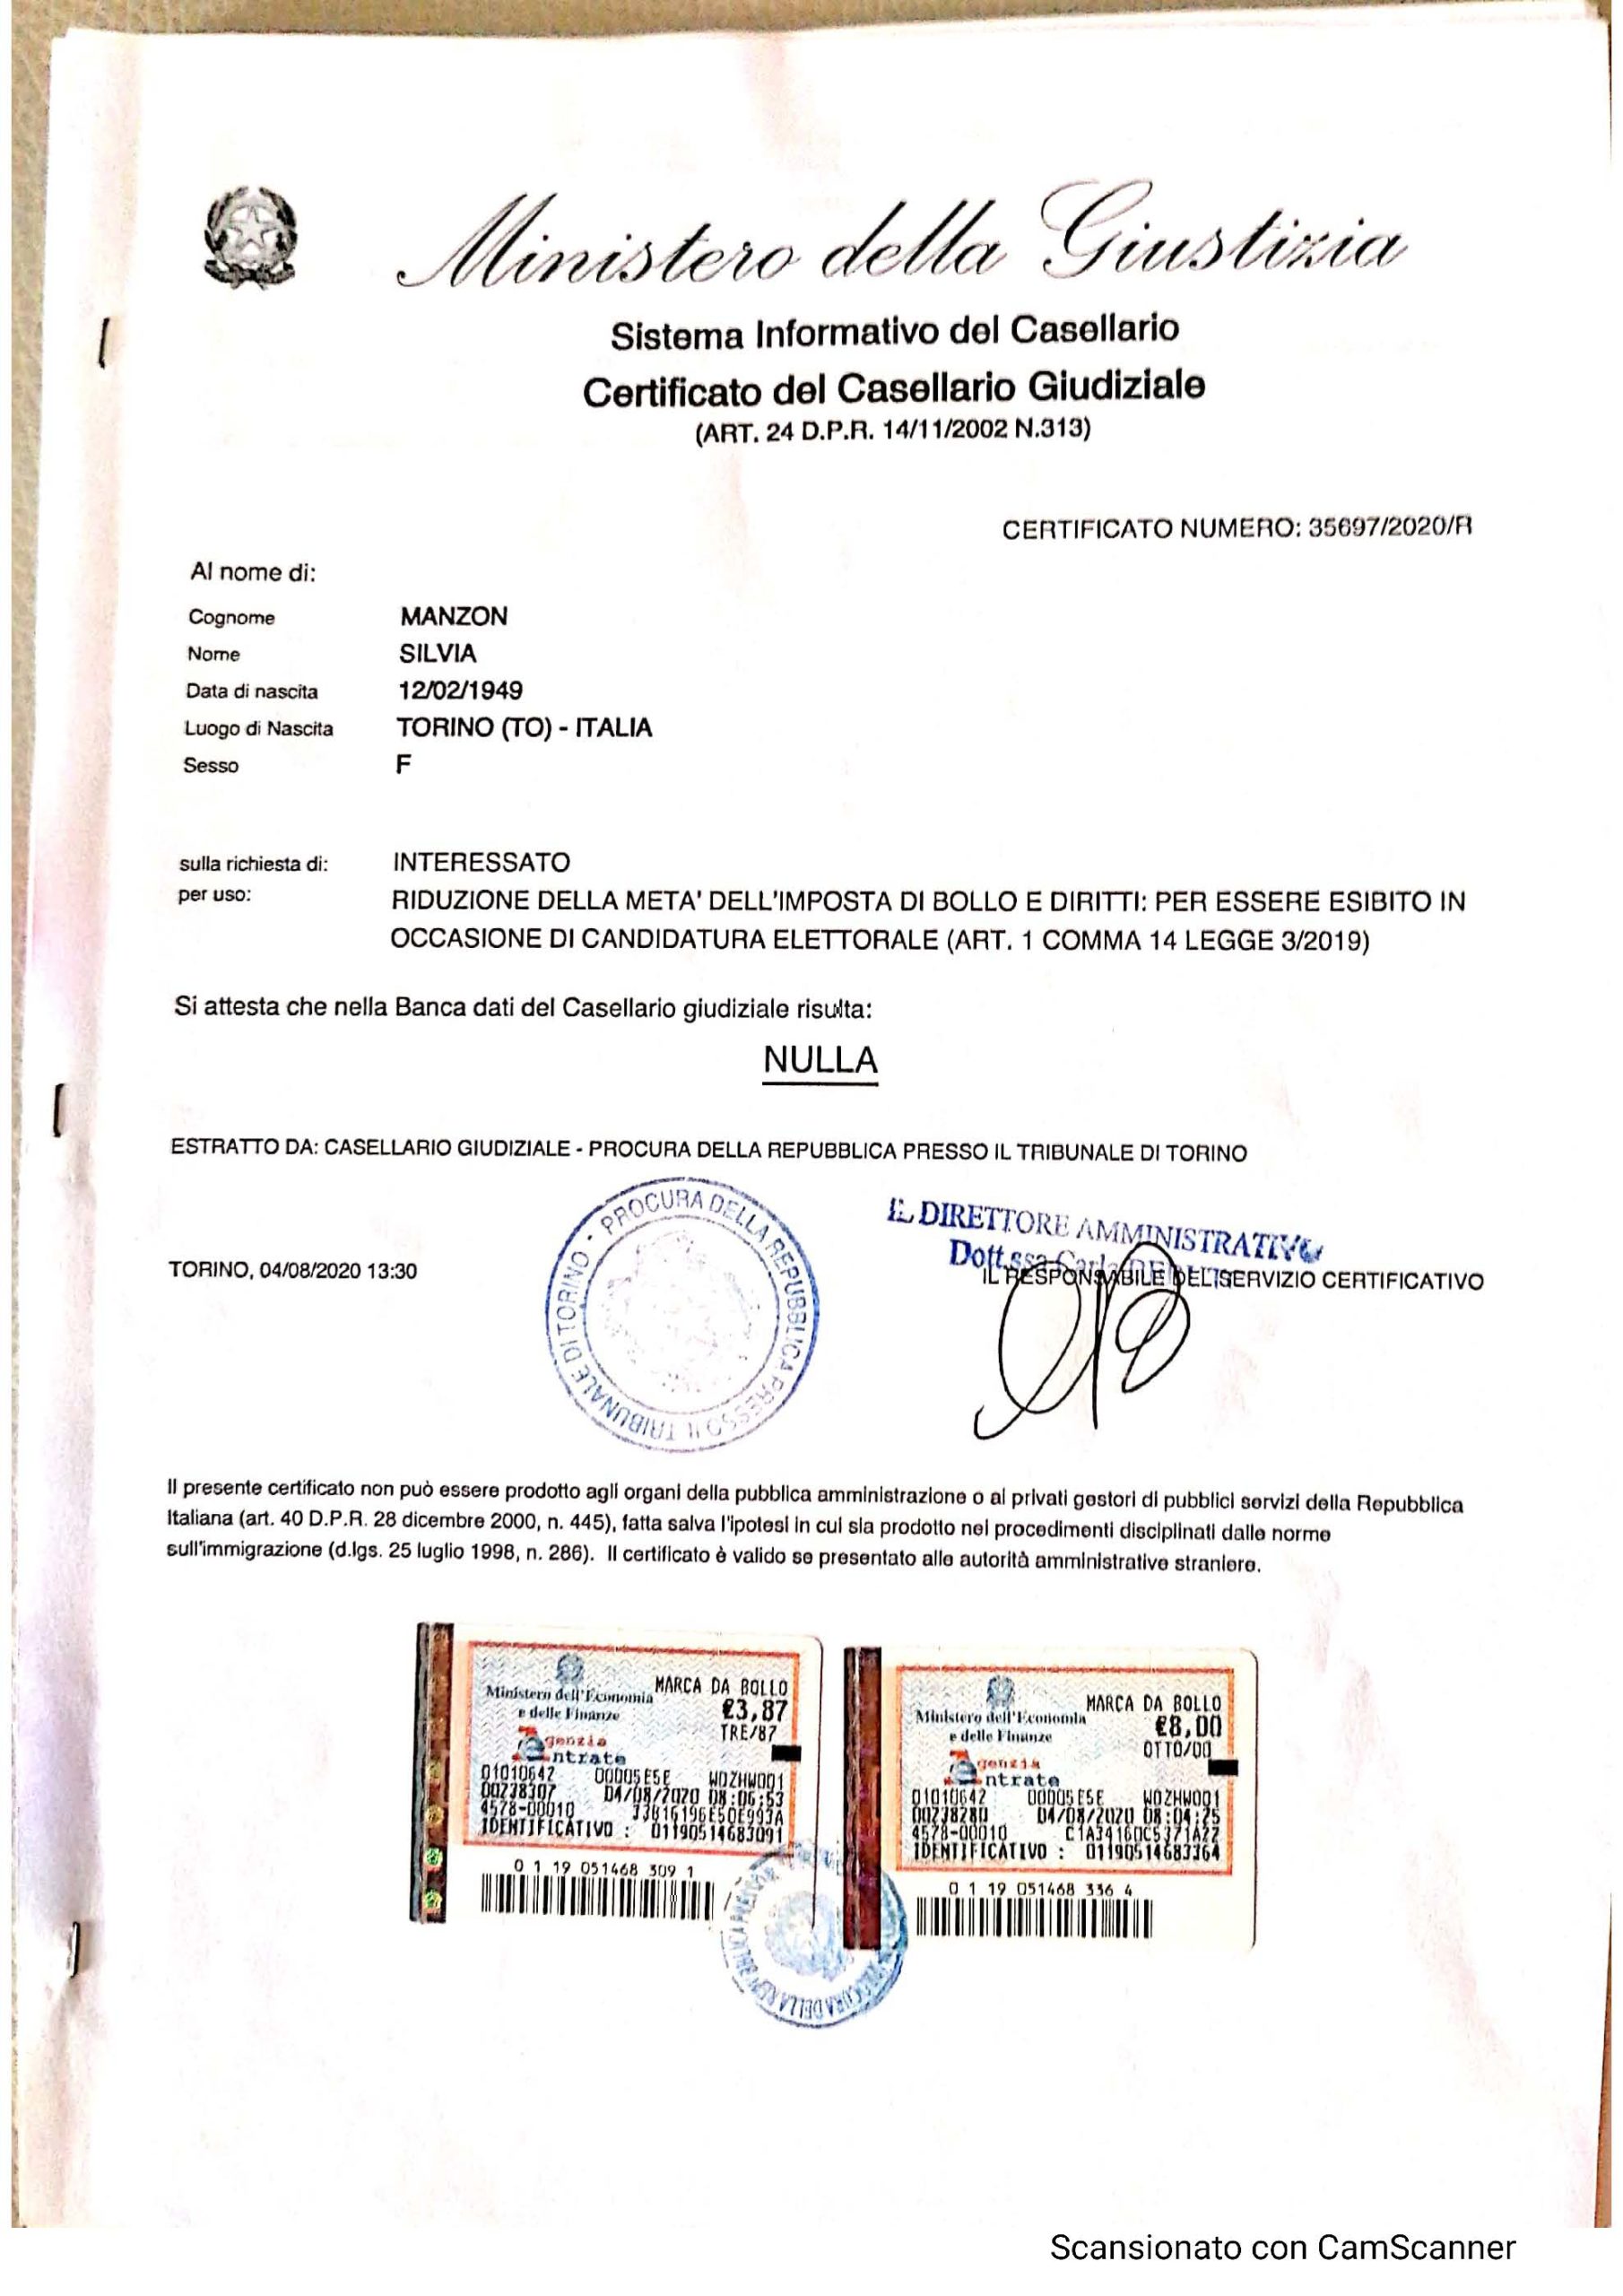 Ministero della Giustizia
Sistema Informativo del Casellario
Certificato del Casellario Giudiziale
(ART. 24 D.P.R. 14/11/2002 N.313)
CERTIFICATO NUMERO: 35697/2020/R
Al nome di:
Cognome MANZON
Nome SILVIA
Data di nascita 12/02/1949
Luogo di Nascita TORINO (TO) - ITALIA
Sesso F
sulla richiesta di: INTERESSATO
per uso: RIDUZIONE DELLA META' DELL'IMPOSTA DI BOLLO E DIRITTI: PER ESSERE ESIBITO IN
OCCASIONE DI CANDIDATURA ELETTORALE (ART. 1 COMMA 14 LEGGE 3/2019)
Si attesta che nella Banca dati del Casellario giudiziale risulta:
NULLA
ESTRATTO DA: CASELLARIO GIUDIZIALE - PROCURA DELLA REPUBBLICA PRESSO IL TRIBUNALE DI TORINO
PROCURA DELLA REPUBBLICA PRESSO IL TRIBUNALE DI TORINO -
IL DIRETTORE AMMINISTRATIVO
Dott.ssa Carla
TORINO, 04/08/2020 13:30
IL RESPONSABILE DEL SERVIZIO CERTIFICATIVO
Il presente certificato non può essere prodotto agli organi della pubblica amministrazione o ai privati gestori di pubblici servizi della Repubblica
Italiana (art. 40 D.P.R. 28 dicembre 2000, n. 445), fatta salva l'ipotesi in cui sia prodotto nei procedimenti disciplinati dalle norme
sull'immigrazione (d.lgs. 25 luglio 1998, n. 286). Il certificato è valido se presentato alle autorità amministrative straniere.
Ministero dell'Economia
e delle Finanze
MARCA DA BOLLO
€3,87
TRE/87
Agenzia
Entrate
01010642 00005E5E W0ZHW001
00238307 04/08/2020 08:06:53
4578-00010 33B16196E50E993A
IDENTIFICATIVO : 01190514683091
0 1 19 051468 309 1
Ministero dell'Economia
e delle Finanze
MARCA DA BOLLO
€8,00
OTTO/00
Agenzia
Entrate
01010642 00005E5E W0ZHW001
00238280 04/08/2020 08:04:25
4578-00010 C1A34160C5371A22
IDENTIFICATIVO : 01190514683364
0 1 19 051468 336 4
PROCURA DELLA REPUBBLICA
Scansionato con CamScanner